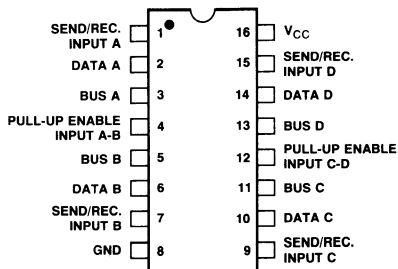 SEND/REC.
INPUT A
DATA A
BUS A
PULL-UP ENABLE
INPUT A-B
BUS B
DATA B
SEND/REC.
INPUT B
GND
1
2
3
4
5
6
7
8
16
15
14
13
12
11
10
9
VCC
SEND/REC.
INPUT D
DATA D
BUS D
PULL-UP ENABLE
INPUT C-D
BUS C
DATA C
SEND/REC.
INPUT C